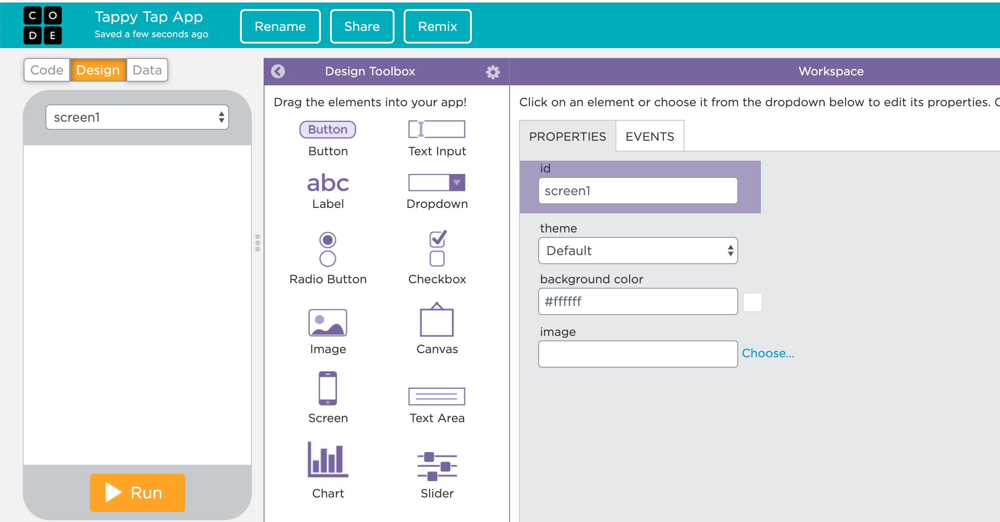 CO
DE
Tappy Tap App
Saved a few seconds ago
Rename
Share
Remix
Code
Design
Data
screen1
Run
Design Toolbox
Drag the elements into your app!
Button
Button
Text Input
abc
Label
Dropdown
Radio Button
Checkbox
Image
Canvas
Screen
Text Area
Chart
Slider
Workspace
Click on an element or choose it from the dropdown below to edit its properties.
PROPERTIES
EVENTS
id
screen1
theme
Default
background color
#ffffff
image
Choose...